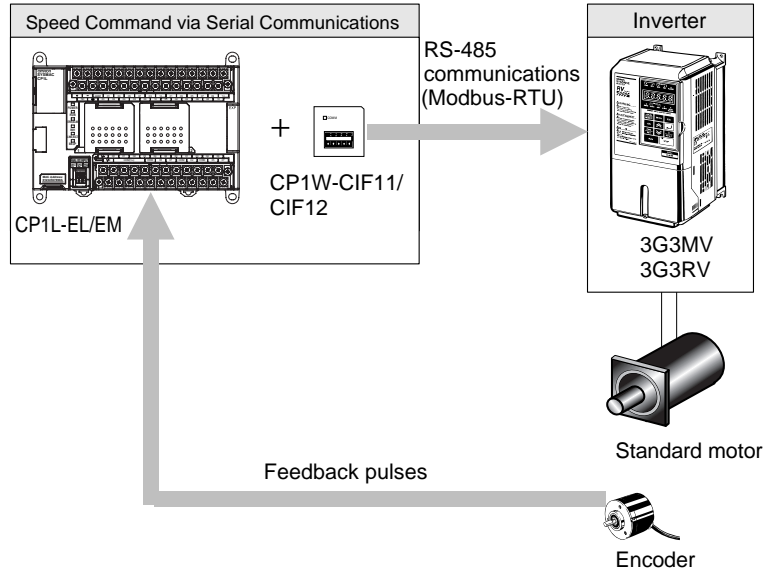 Speed Command via Serial Communications
Inverter
RS-485
communications
(Modbus-RTU)
+
CP1W-CIF11/
CIF12
CP1L-EL/EM
3G3MV
3G3RV
Standard motor
Feedback pulses
Encoder